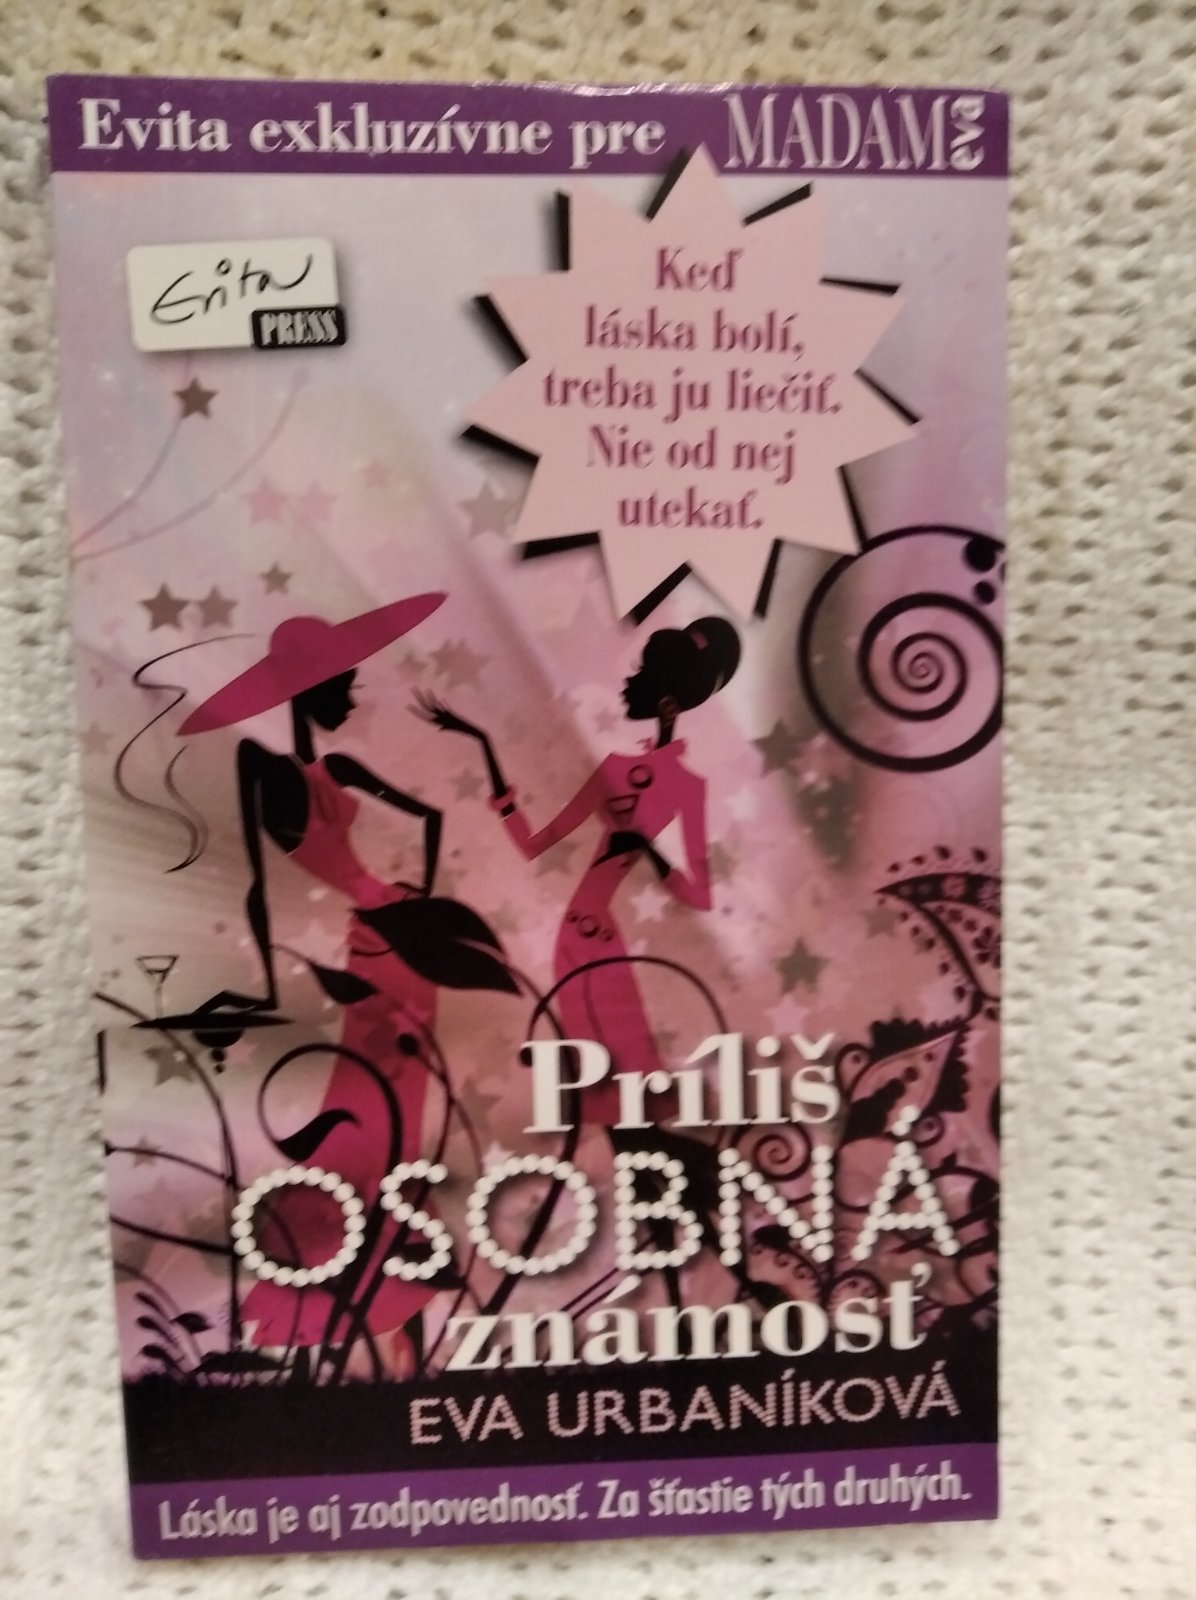 Evita exkluzívne pre MADAM eva
Evita
PRESS
Keď
láska bolí,
treba ju liečiť.
Nie od nej
utekať.
Príliš
OSOBNÁ
známosť
EVA URBANÍKOVÁ
Láska je aj zodpovednosť. Za šťastie tých druhých.